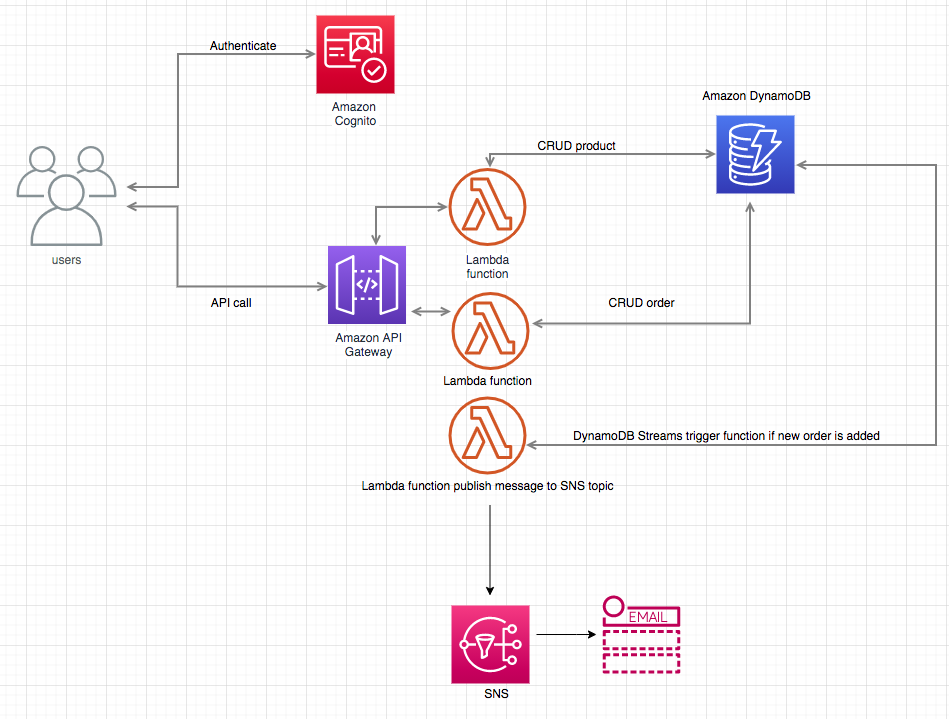 Authenticate
Amazon
Cognito
Amazon DynamoDB
CRUD product
users
Lambda
function
API call
CRUD order
Amazon API
Gateway
Lambda function
DynamoDB Streams trigger function if new order is added
Lambda function publish message to SNS topic
EMAIL
SNS